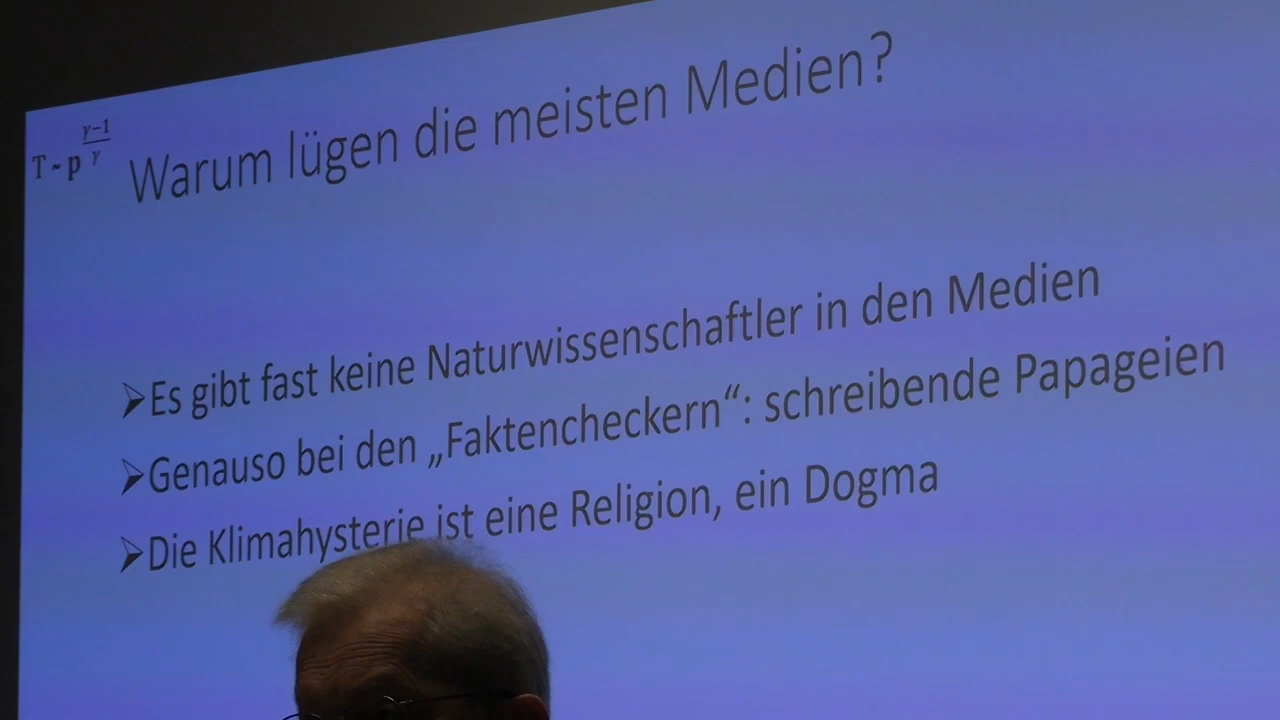 T ~ p^(γ−1)/γ
Warum lügen die meisten Medien?
➢Es gibt fast keine Naturwissenschaftler in den Medien
➢Genauso bei den „Faktencheckern“: schreibende Papageien
➢Die Klimahysterie ist eine Religion, ein Dogma